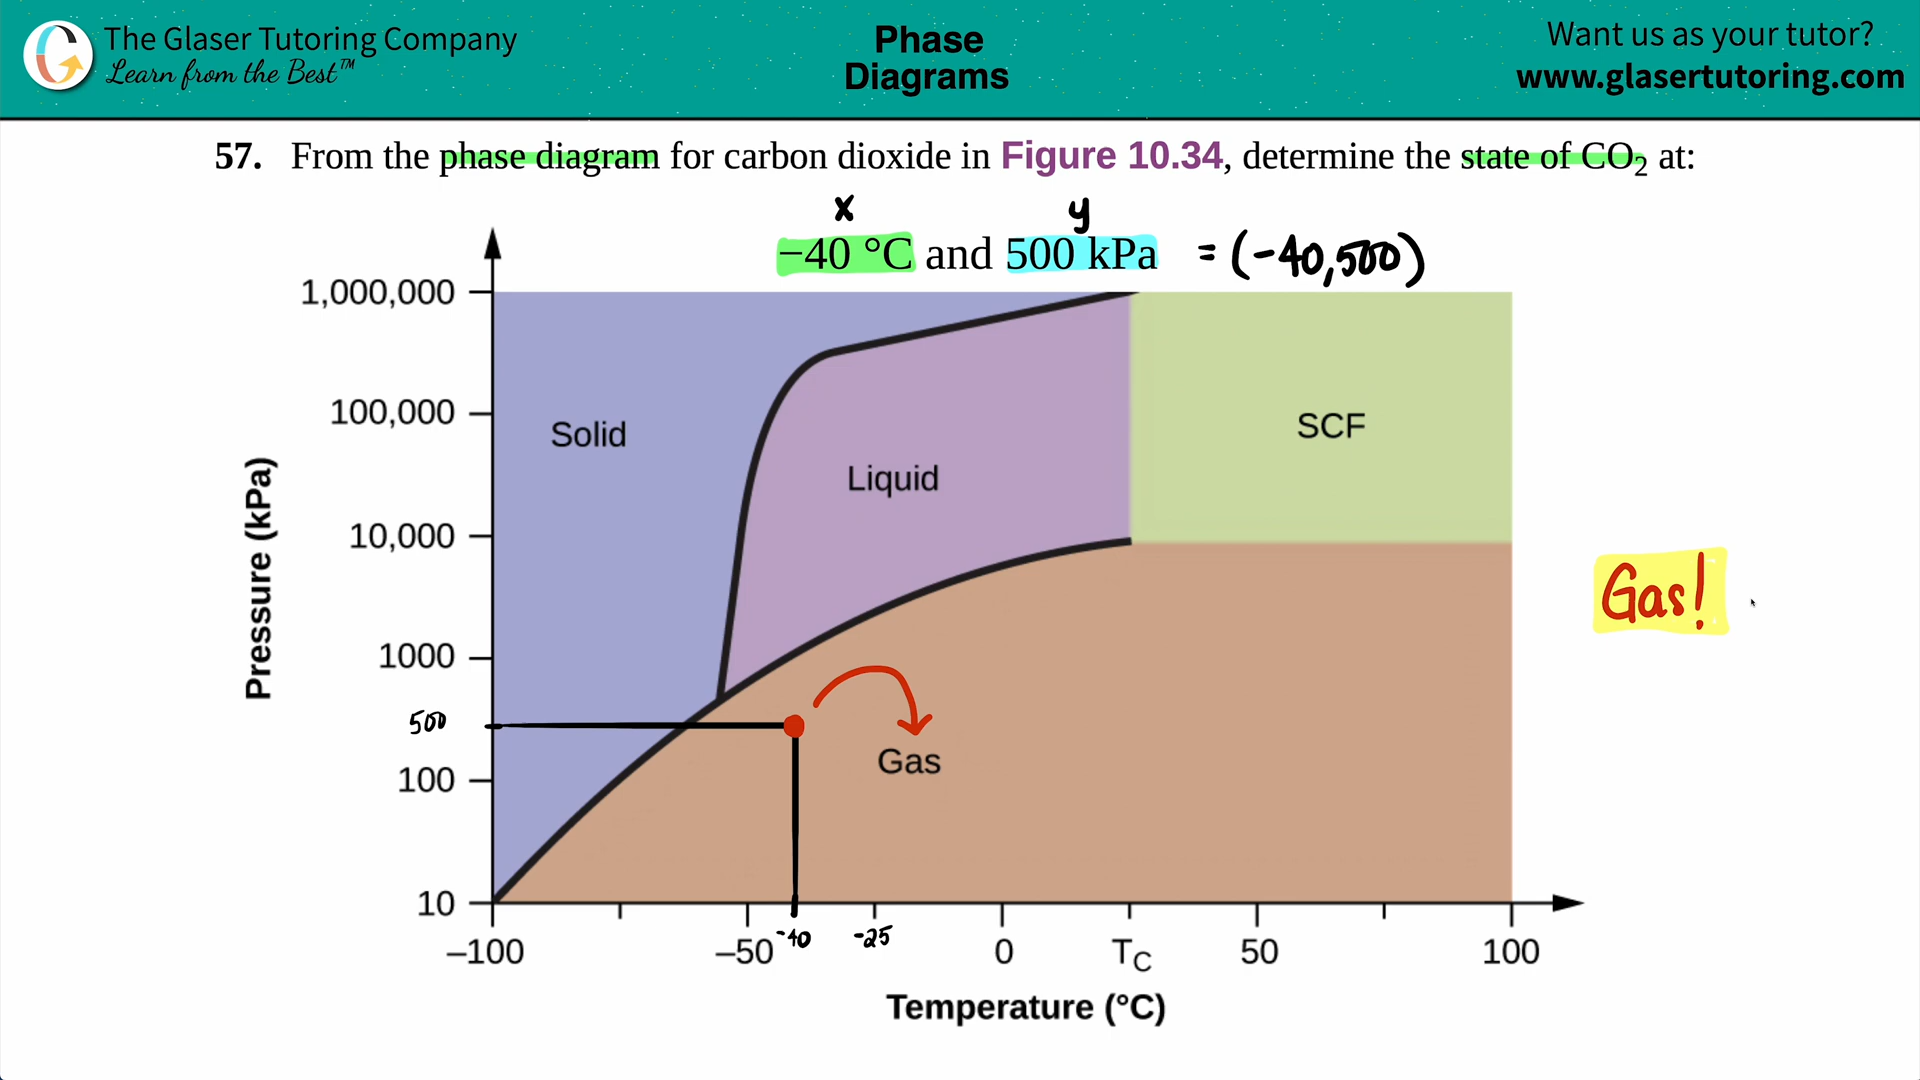 The Glaser Tutoring Company
Learn from the Best™
Phase
Diagrams
Want us as your tutor?
www.glasertutoring.com
57. From the phase diagram for carbon dioxide in Figure 10.34, determine the state of CO₂ at:
x y
−40 °C and 500 kPa = (-40,500)
1,000,000
100,000
10,000
1000
500
100
10
Pressure (kPa)
Solid
Liquid
SCF
Gas
Gas!
-40 -25
–100 –50 0 T_C 50 100
Temperature (°C)